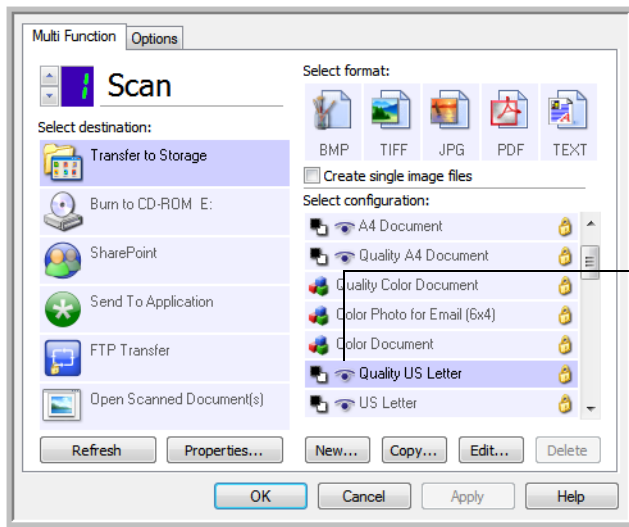 Multi Function
Options
1
Scan
Select destination:
Transfer to Storage
Burn to CD-ROM E:
SharePoint
Send To Application
FTP Transfer
Open Scanned Document(s)
Refresh
Properties...
Select format:
BMP
TIFF
JPG
PDF
TEXT
Create single image files
Select configuration:
A4 Document
Quality A4 Document
Quality Color Document
Color Photo for Email (6x4)
Color Document
Quality US Letter
US Letter
New...
Copy...
Edit...
Delete
OK
Cancel
Apply
Help